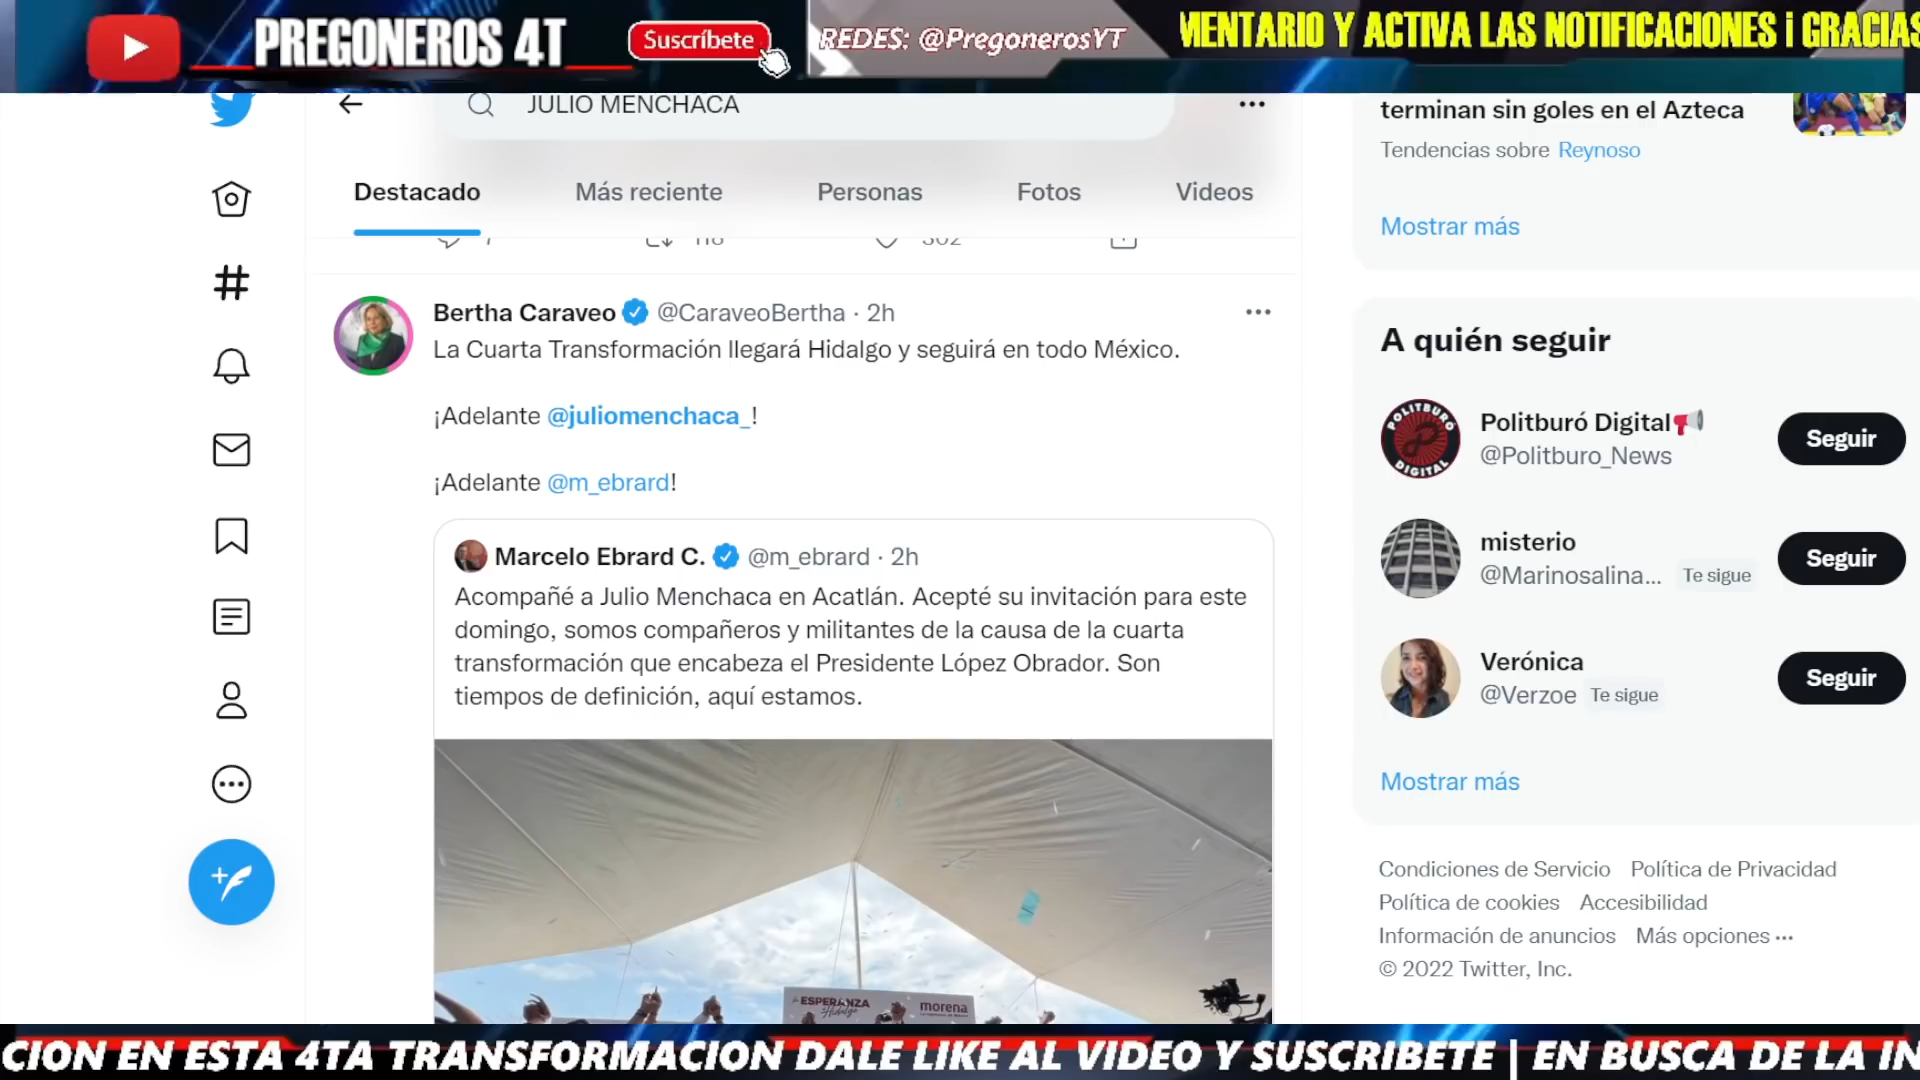 PREGONEROS 4T
Suscríbete
REDES: @PregonerosYT
MENTARIO Y ACTIVA LAS NOTIFICACIONES ¡ GRACIAS
JULIO MENCHACA
Destacado
Más reciente
Personas
Fotos
Videos
7
118
302
Bertha Caraveo @CaraveoBertha · 2h
La Cuarta Transformación llegará Hidalgo y seguirá en todo México.
¡Adelante @juliomenchaca_!
¡Adelante @m_ebrard!
Marcelo Ebrard C. @m_ebrard · 2h
Acompañé a Julio Menchaca en Acatlán. Acepté su invitación para este
domingo, somos compañeros y militantes de la causa de la cuarta
transformación que encabeza el Presidente López Obrador. Son
tiempos de definición, aquí estamos.
ESPERANZA
Hidalgo
morena
terminan sin goles en el Azteca
Tendencias sobre Reynoso
Mostrar más
A quién seguir
POLITBURÓ
DIGITAL
Politburó Digital
@Politburo_News
Seguir
misterio
@Marinosalina... Te sigue
Seguir
Verónica
@Verzoe Te sigue
Seguir
Mostrar más
Condiciones de Servicio Política de Privacidad
Política de cookies Accesibilidad
Información de anuncios Más opciones ···
© 2022 Twitter, Inc.
CION EN ESTA 4TA TRANSFORMACION DALE LIKE AL VIDEO Y SUSCRIBETE | EN BUSCA DE LA IN